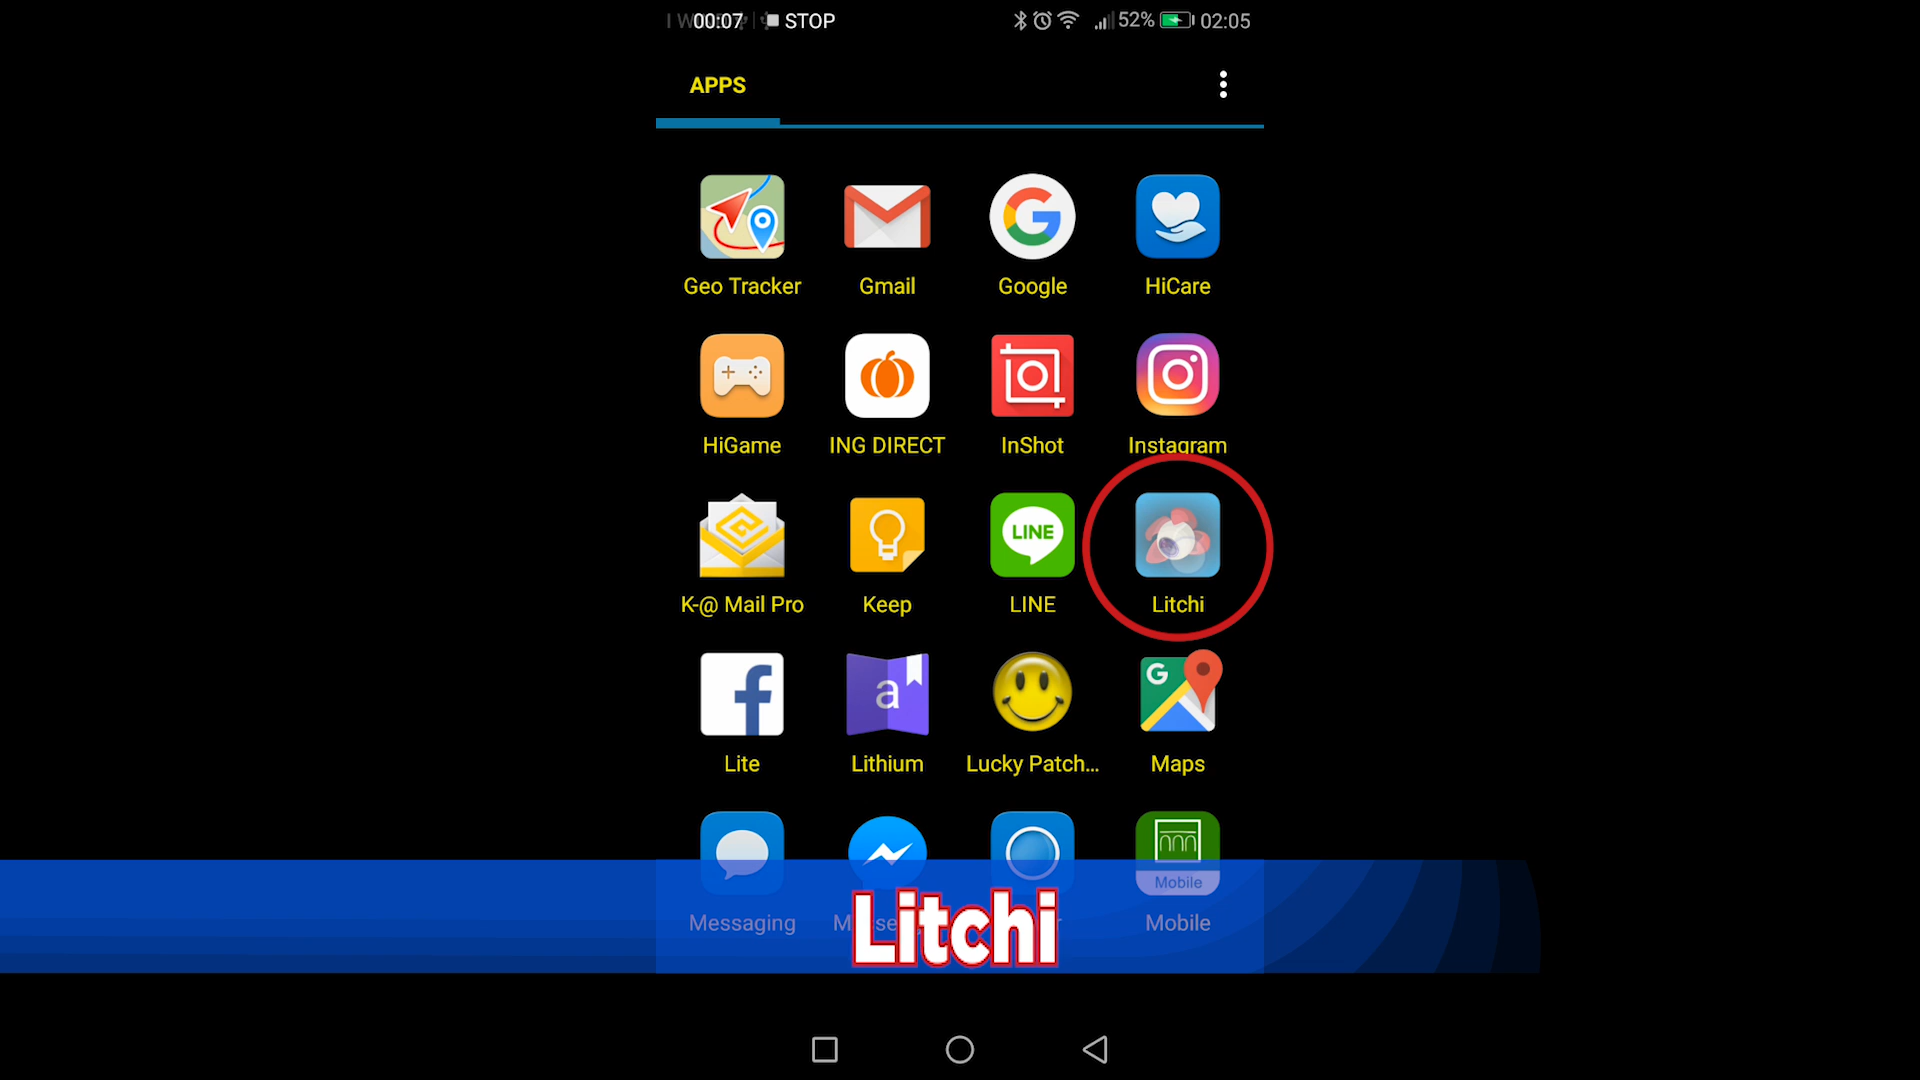 00:07 STOP 52% 02:05
APPS
Geo Tracker Gmail Google HiCare
HiGame ING DIRECT InShot Instagram
LINE
K-@ Mail Pro Keep LINE Litchi
f a G
Lite Lithium Lucky Patch... Maps
Mobile
Messaging Mobile
Litchi